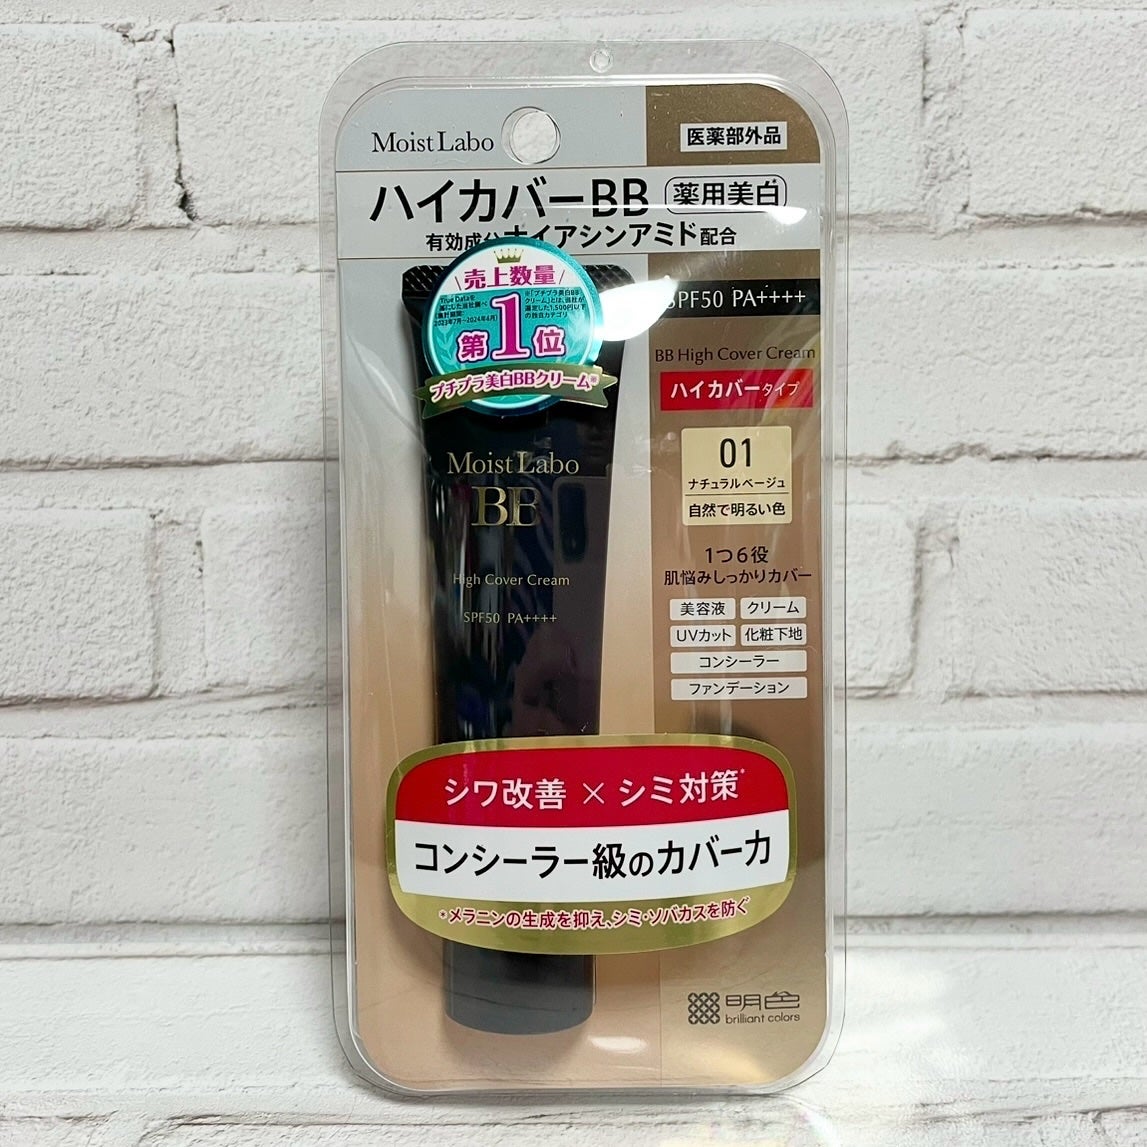 Moist Labo
医薬部外品
ハイカバーBB 薬用美白*
有効成分ナイアシンアミド配合
売上数量
第1位
プチプラ美白BBクリーム※
SPF50 PA++++
BB High Cover Cream
ハイカバータイプ
01
ナチュラルベージュ
自然で明るい色
1つ6役
肌悩みしっかりカバー
美容液 クリーム
UVカット 化粧下地
コンシーラー
ファンデーション
Moist Labo
BB
High Cover Cream
SPF50 PA++++
シワ改善 × シミ対策*
コンシーラー級のカバー力
*メラニンの生成を抑え、シミ・ソバカスを防ぐ
明色
brilliant colors